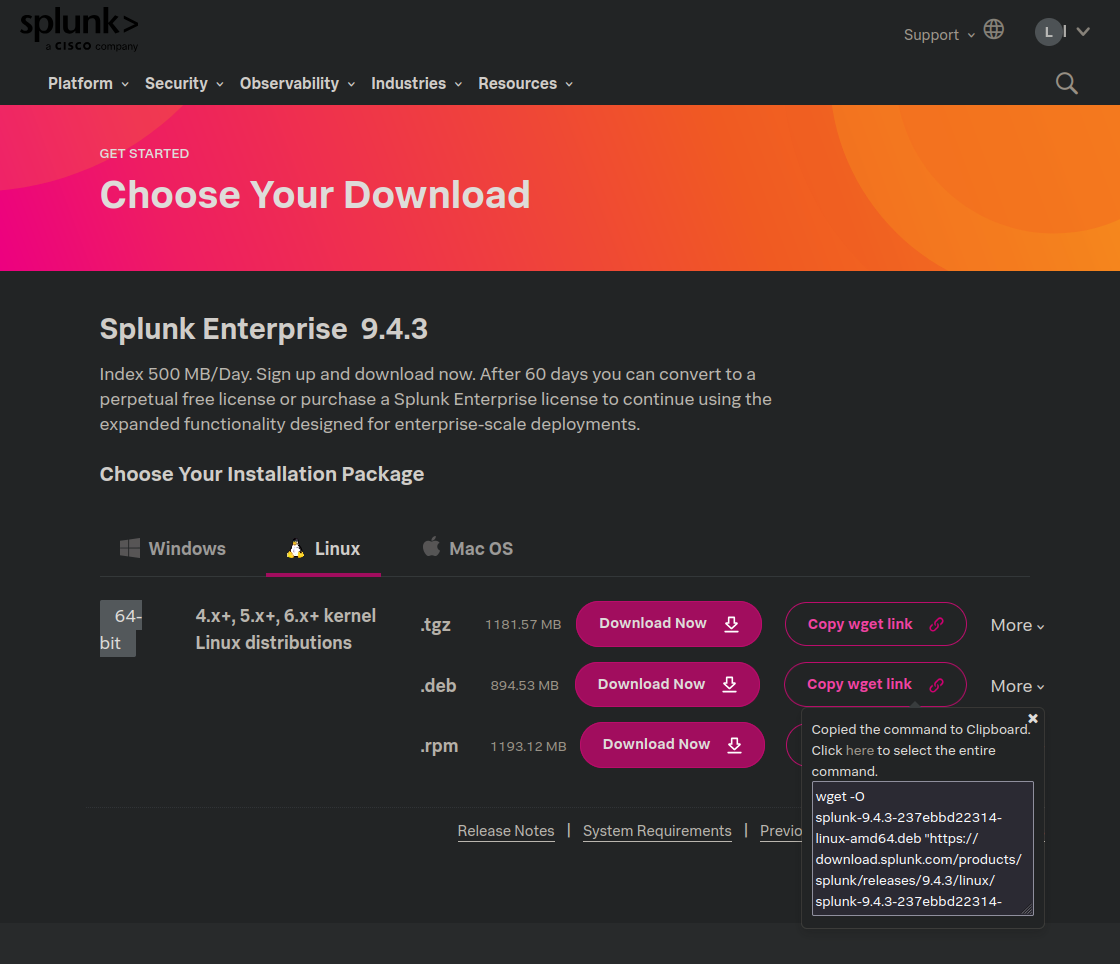 splunk>
a CISCO company
Support
L
Platform Security Observability Industries Resources
GET STARTED
Choose Your Download
Splunk Enterprise 9.4.3
Index 500 MB/Day. Sign up and download now. After 60 days you can convert to a
perpetual free license or purchase a Splunk Enterprise license to continue using the
expanded functionality designed for enterprise-scale deployments.
Choose Your Installation Package
Windows Linux Mac OS
64-
bit
4.x+, 5.x+, 6.x+ kernel
Linux distributions
.tgz 1181.57 MB Download Now Copy wget link More
.deb 894.53 MB Download Now Copy wget link More
.rpm 1193.12 MB Download Now
Copied the command to Clipboard.
Click here to select the entire
command.
wget -O
splunk-9.4.3-237ebbd22314-
linux-amd64.deb "https://
download.splunk.com/products/
splunk/releases/9.4.3/linux/
splunk-9.4.3-237ebbd22314-
Release Notes | System Requirements | Previo